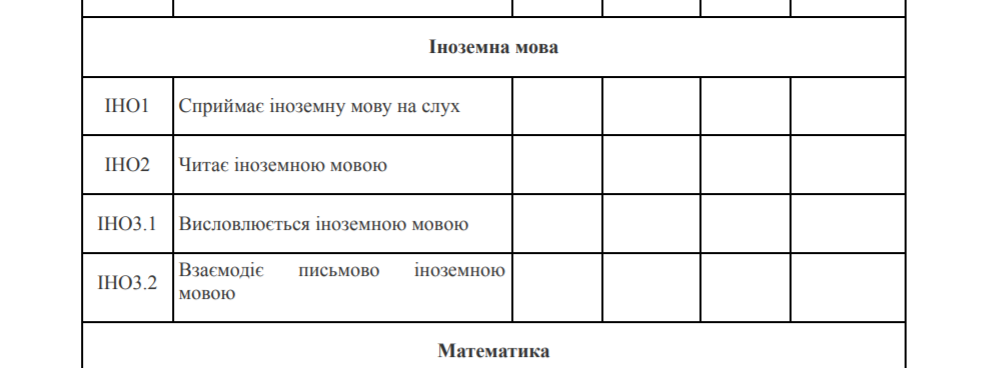 Іноземна мова
ІНО1 Сприймає іноземну мову на слух
ІНО2 Читає іноземною мовою
ІНО3.1 Висловлюється іноземною мовою
ІНО3.2 Взаємодіє письмово іноземною
мовою
Математика